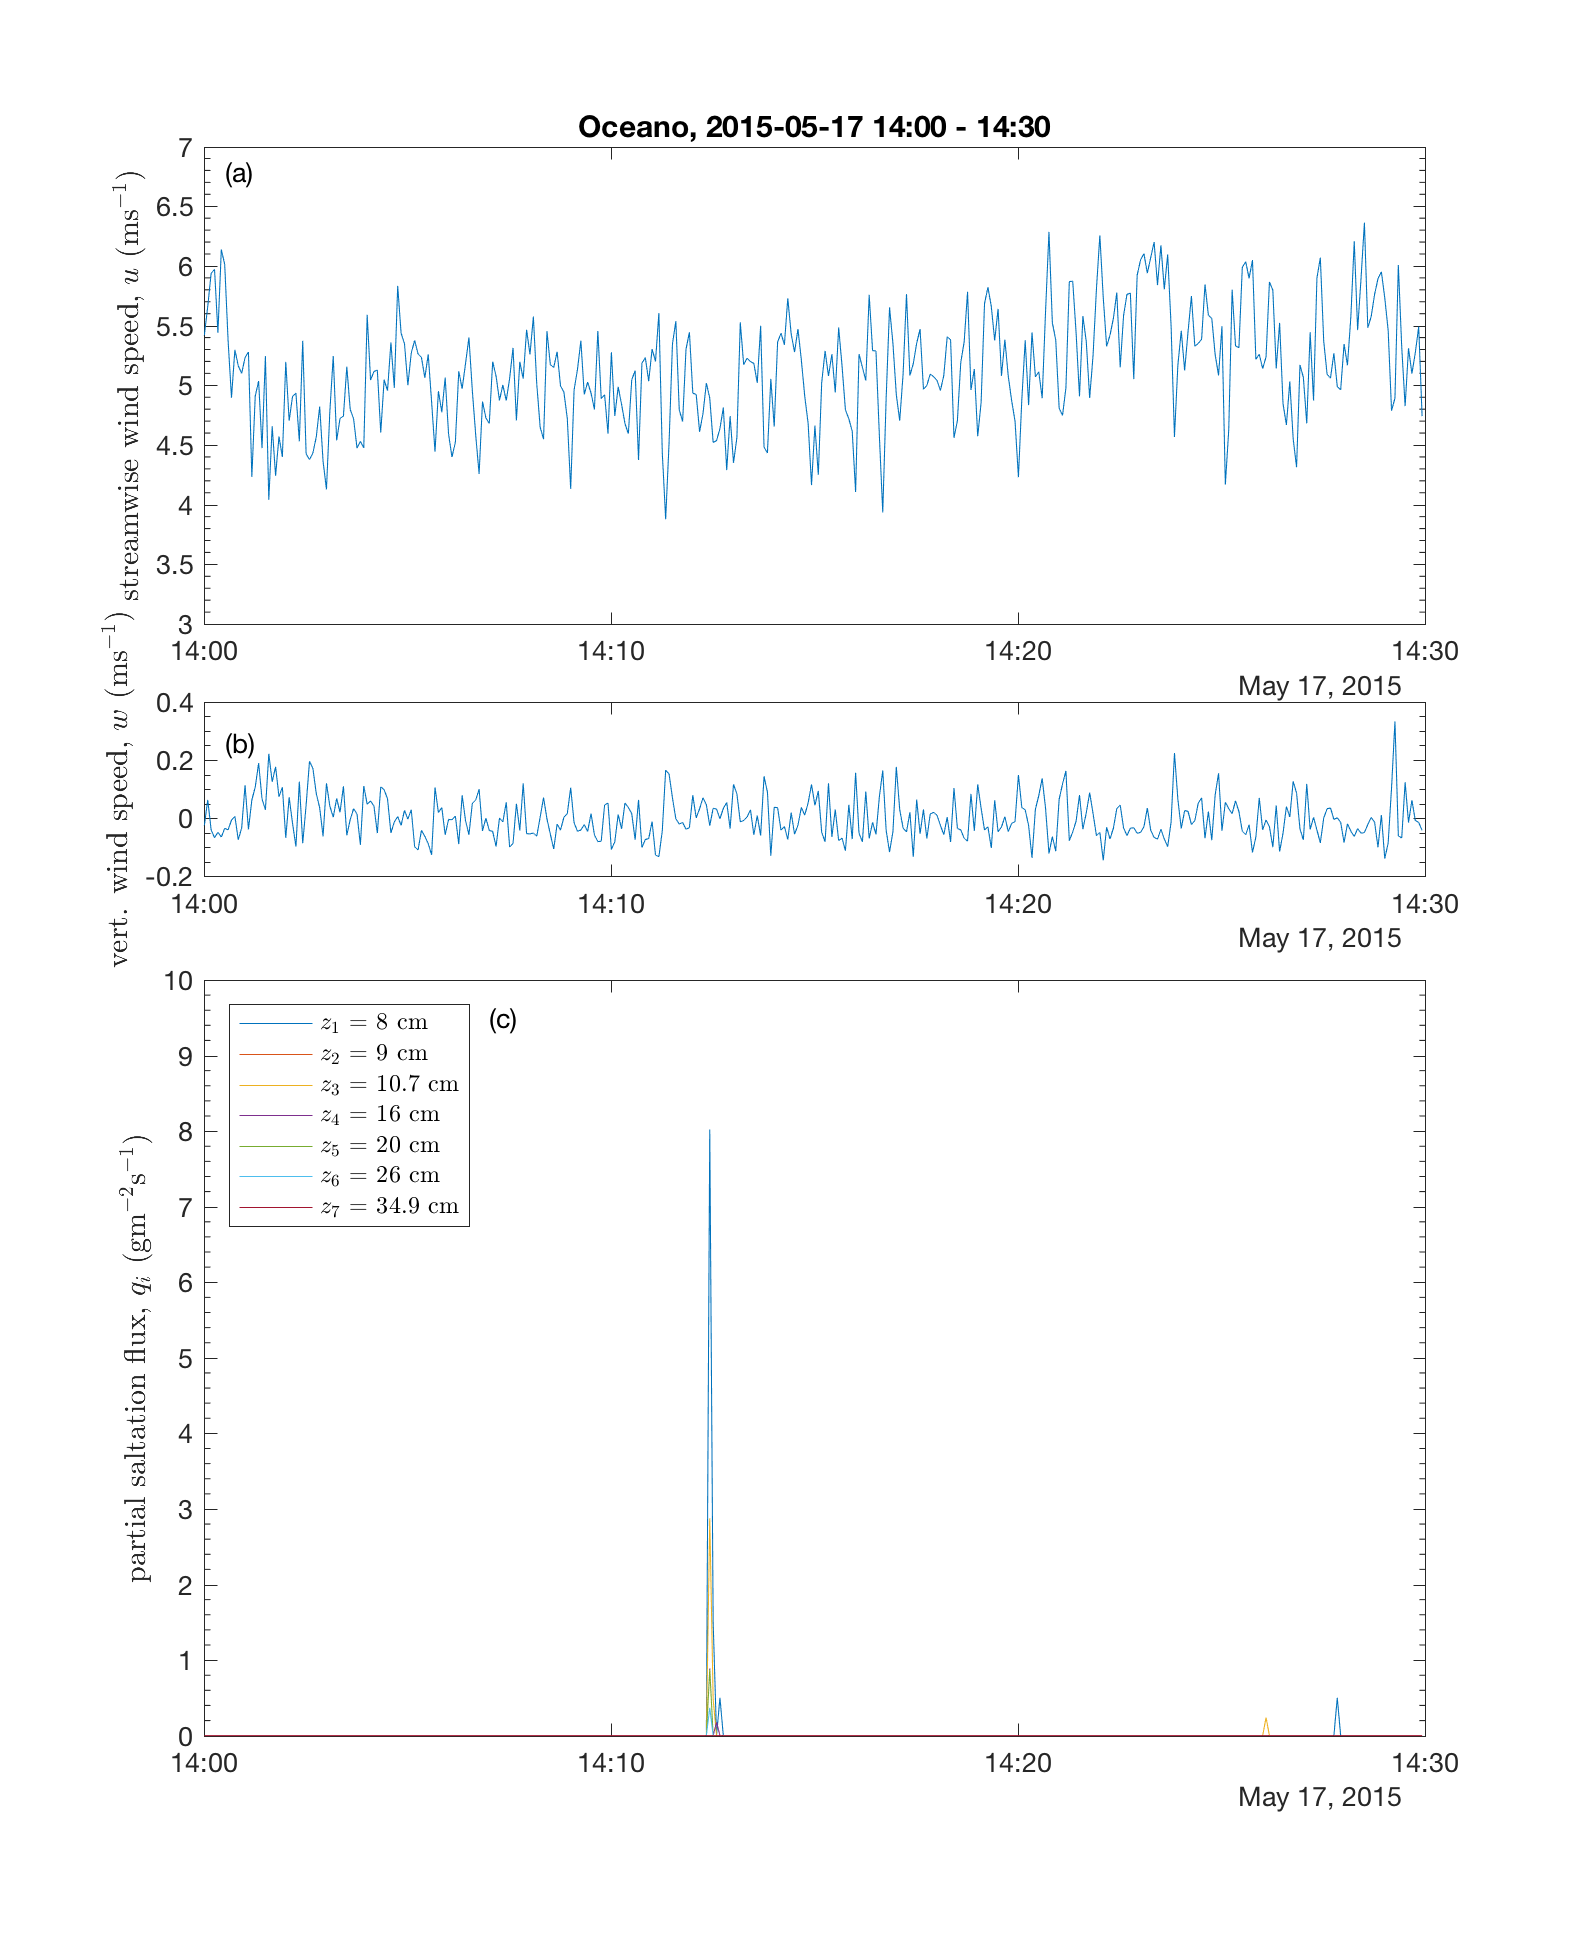 Oceano, 2015-05-17 14:00 - 14:30
(a)
streamwise wind speed, u (ms⁻¹)
7
6.5
6
5.5
5
4.5
4
3.5
3
14:00 14:10 14:20 14:30
May 17, 2015
(b)
vert. wind speed, w (ms⁻¹)
0.4
0.2
0
-0.2
14:00 14:10 14:20 14:30
May 17, 2015
(c)
partial saltation flux, qᵢ (gm⁻²s⁻¹)
10
9
8
7
6
5
4
3
2
1
0
z₁ = 8 cm
z₂ = 9 cm
z₃ = 10.7 cm
z₄ = 16 cm
z₅ = 20 cm
z₆ = 26 cm
z₇ = 34.9 cm
14:00 14:10 14:20 14:30
May 17, 2015